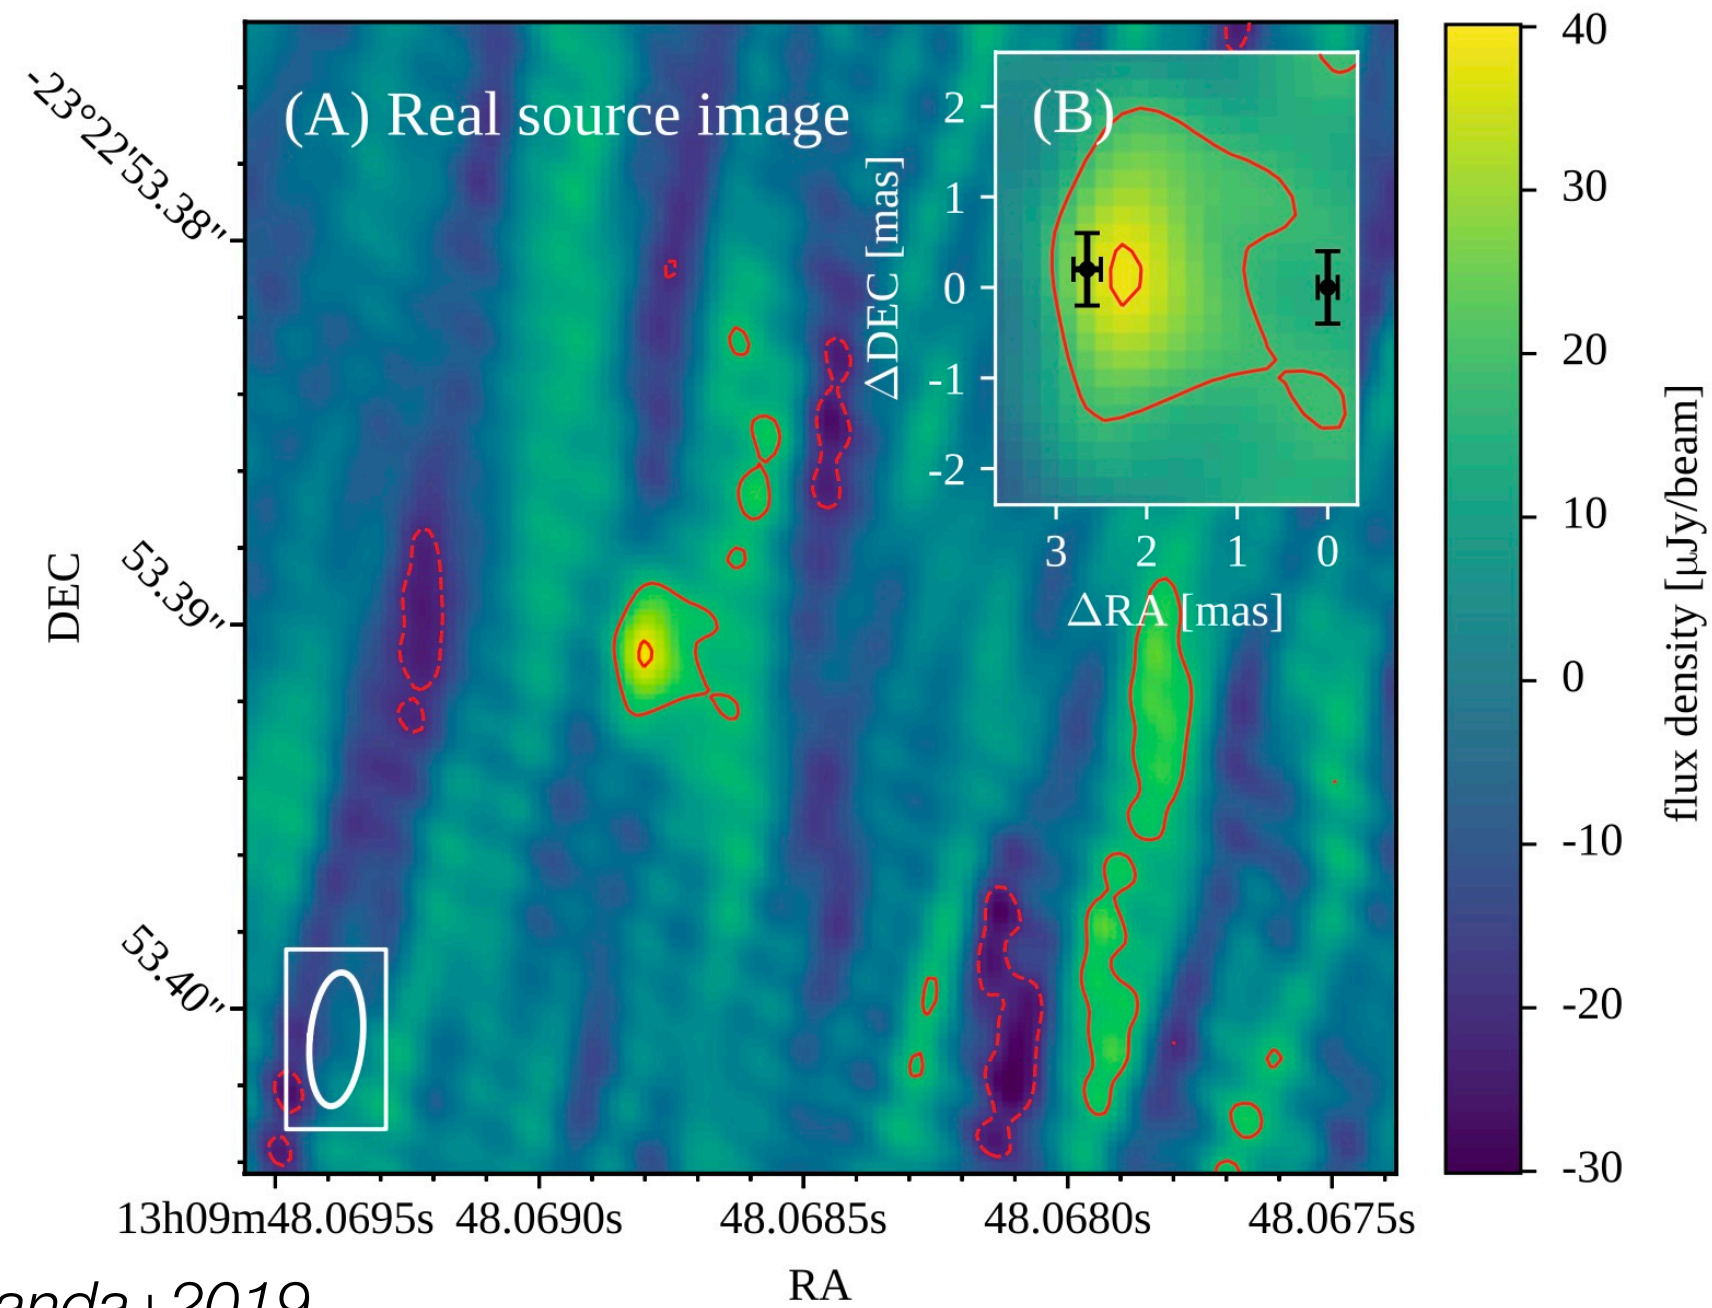 (A) Real source image
(B)
2
1
0
-1
-2
ΔDEC [mas]
3 2 1 0
ΔRA [mas]
-23°22'53.38"
53.39"
53.40"
DEC
13h09m48.0695s 48.0690s 48.0685s 48.0680s 48.0675s
RA
40
30
20
10
0
-10
-20
-30
flux density [μJy/beam]
2019